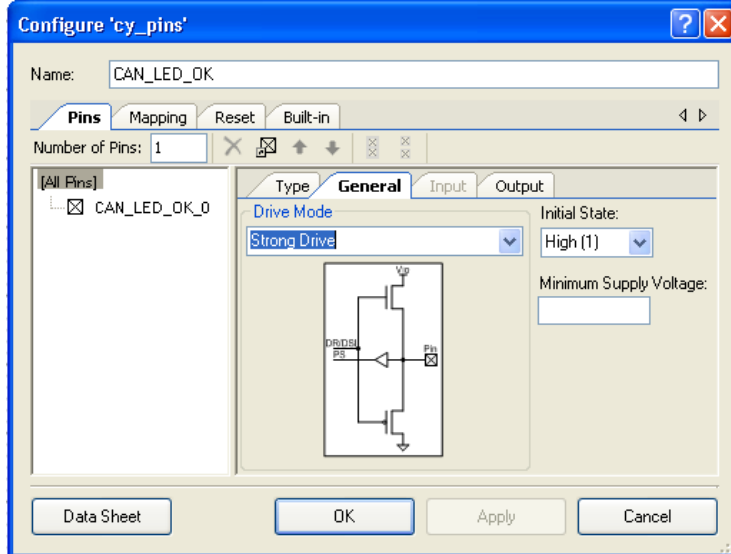 Configure 'cy_pins'
Name: CAN_LED_OK
Pins Mapping Reset Built-in
Number of Pins: 1
[All Pins]
CAN_LED_OK_0
Type General Input Output
Drive Mode
Strong Drive
Initial State:
High (1)
Minimum Supply Voltage:
Vio
DR/DSI
PS
Pin
Data Sheet OK Apply Cancel